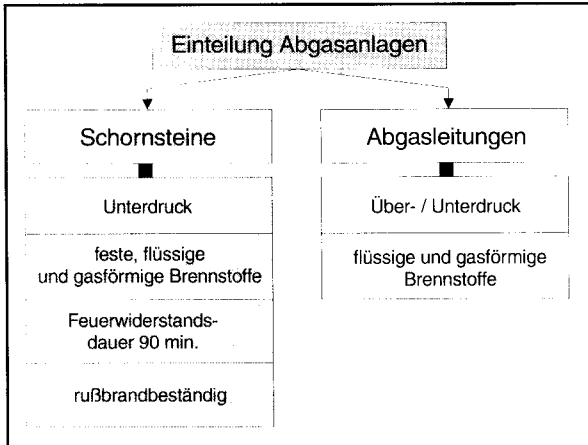 Einteilung Abgasanlagen
Schornsteine
Unterdruck
feste, flüssige
und gasförmige Brennstoffe
Feuerwiderstands-
dauer 90 min.
rußbrandbeständig
Abgasleitungen
Über- / Unterdruck
flüssige und gasförmige
Brennstoffe